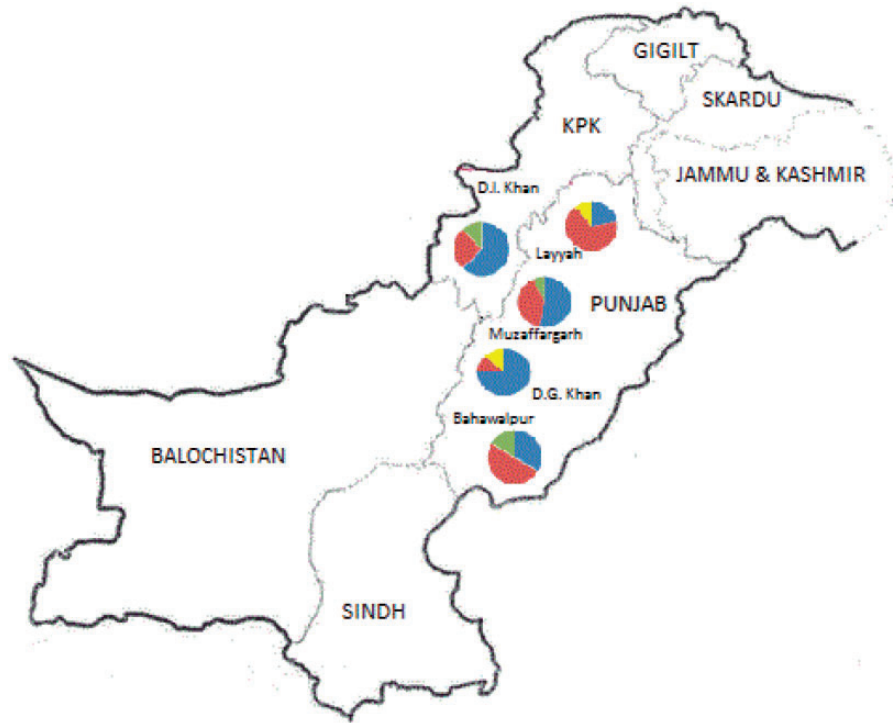 GIGILT
SKARDU
KPK
JAMMU & KASHMIR
D.I. Khan
Layyah
PUNJAB
Muzaffargarh
D.G. Khan
Bahawalpur
BALOCHISTAN
SINDH